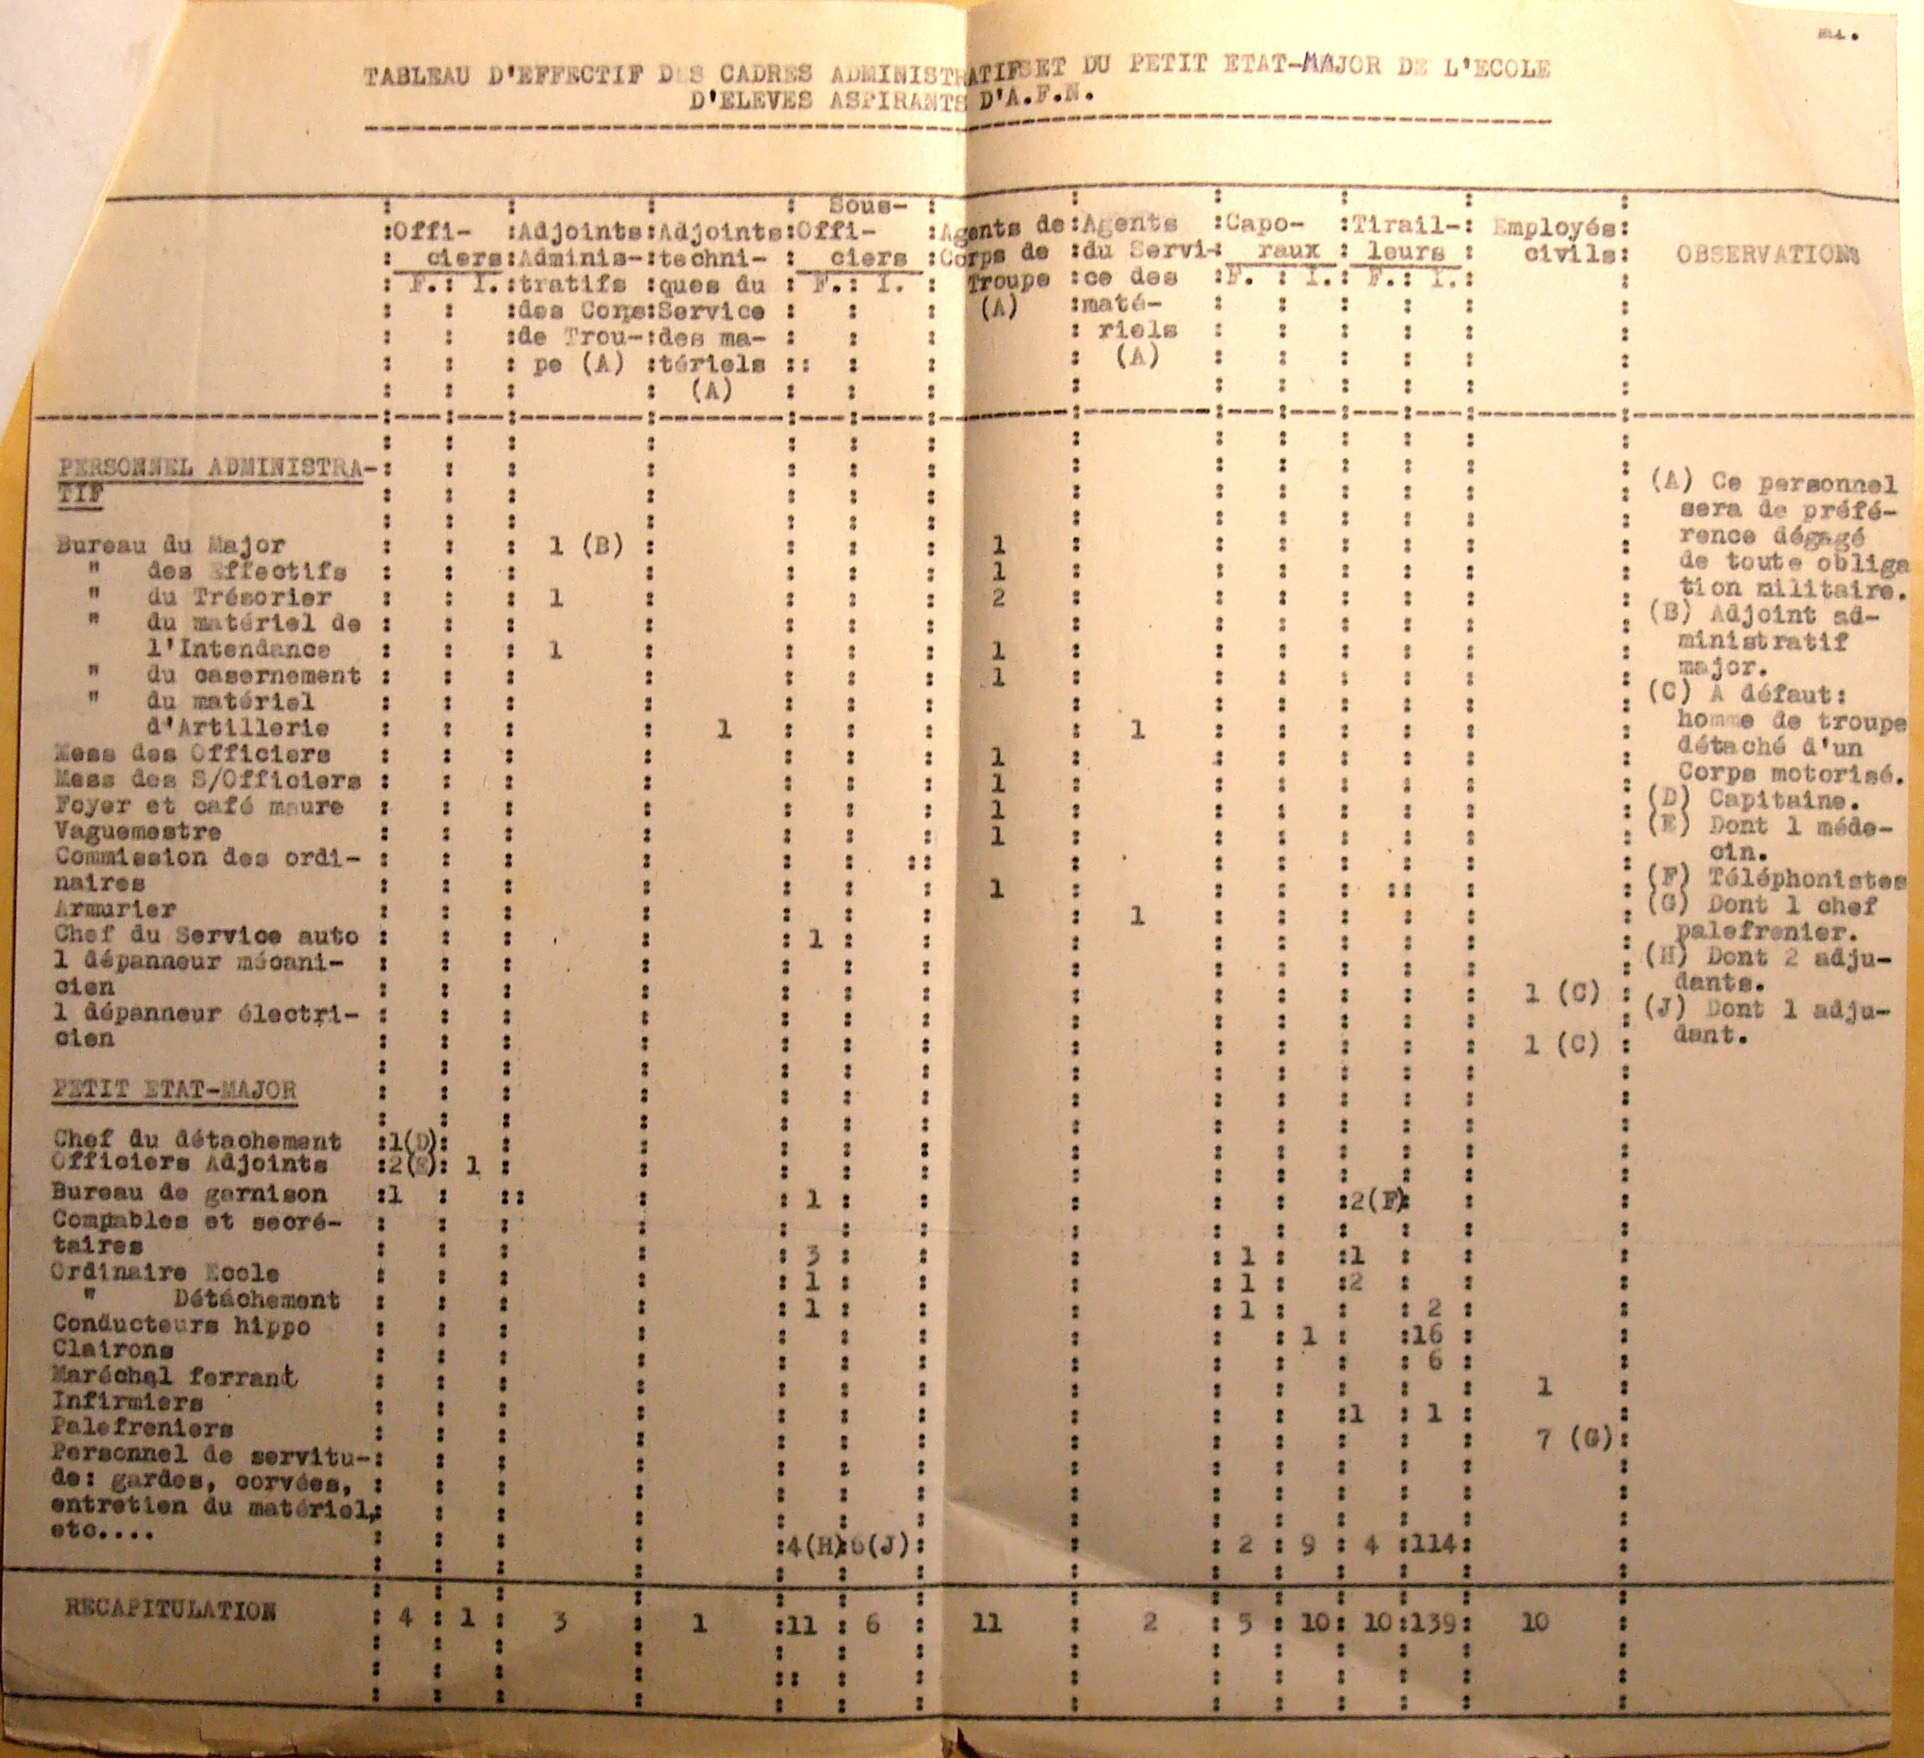 TABLEAU D'EFFECTIF DES CADRES ADMINISTRATIFS ET DU PETIT ETAT-MAJOR DE L'ECOLE
D'ELEVES ASPIRANTS D'A.F.N.
Offi-ciers F. I.
Adjoints Adminis-tratifs des Corps de Trou-pe (A)
Adjoints techni-ques du Service des ma-tériels (A)
Sous-Offi-ciers F. I.
Agents de Corps de Troupe (A)
Agents du Servi-ce des maté-riels (A)
Capo-raux F. I.
Tirail-leurs F. I.
Employés civils
OBSERVATIONS
PERSONNEL ADMINISTRA-
TIF
Bureau du Major 1 (B) 1
" des Effectifs 1
" du Trésorier 1 2
" du matériel de
l'Intendance 1 1
" du casernement 1
" du matériel
d'Artillerie 1 1
Mess des Officiers 1
Mess des S/Officiers 1
Foyer et café maure 1
Vaguemestre 1
Commission des ordi-
naires 1
Armurier 1
Chef du Service auto 1
1 dépanneur mécani-
cien 1 (C)
1 dépanneur électri-
cien 1 (C)
PETIT ETAT-MAJOR
Chef du détachement 1(D)
Officiers Adjoints 2(E) 1
Bureau de garnison 1 1 2(F)
Comptables et secré-
taires 3 1 1
Ordinaire Ecole 1 1 2
" Détachement 1 1 2
Conducteurs hippo 1 16
Clairons 6
Maréchal ferrant 1
Infirmiers 1 1
Palefreniers 7 (G)
Personnel de servitu-
de: gardes, corvées,
entretien du matériel,
etc.... 4(H) 6(J) 2 9 4 114
RECAPITULATION 4 1 3 1 11 6 11 2 5 10 10 139 10
(A) Ce personnel
sera de préfé-
rence dégagé
de toute obliga
tion militaire.
(B) Adjoint ad-
ministratif
major.
(C) A défaut:
homme de troupe
détaché d'un
Corps motorisé.
(D) Capitaine.
(E) Dont 1 méde-
cin.
(F) Téléphonistes
(G) Dont 1 chef
palefrenier.
(H) Dont 2 adju-
dants.
(J) Dont 1 adju-
dant.